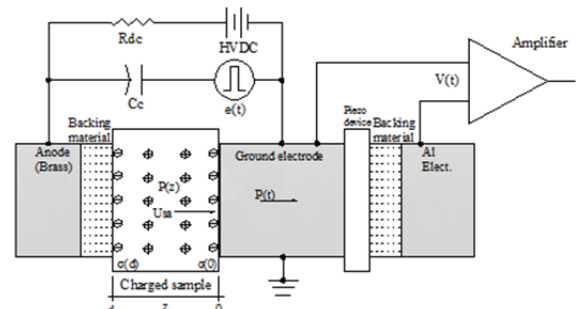 Rdc
HVDC
Amplifier
Cc
e(t)
V(t)
Piezo
device
Backing
material
Backing
material
Anode
(Brass)
Ground electrode
A1
Elect.
P(z)
Usa
P(t)
σ(d)
σ(0)
Charged sample
z
0